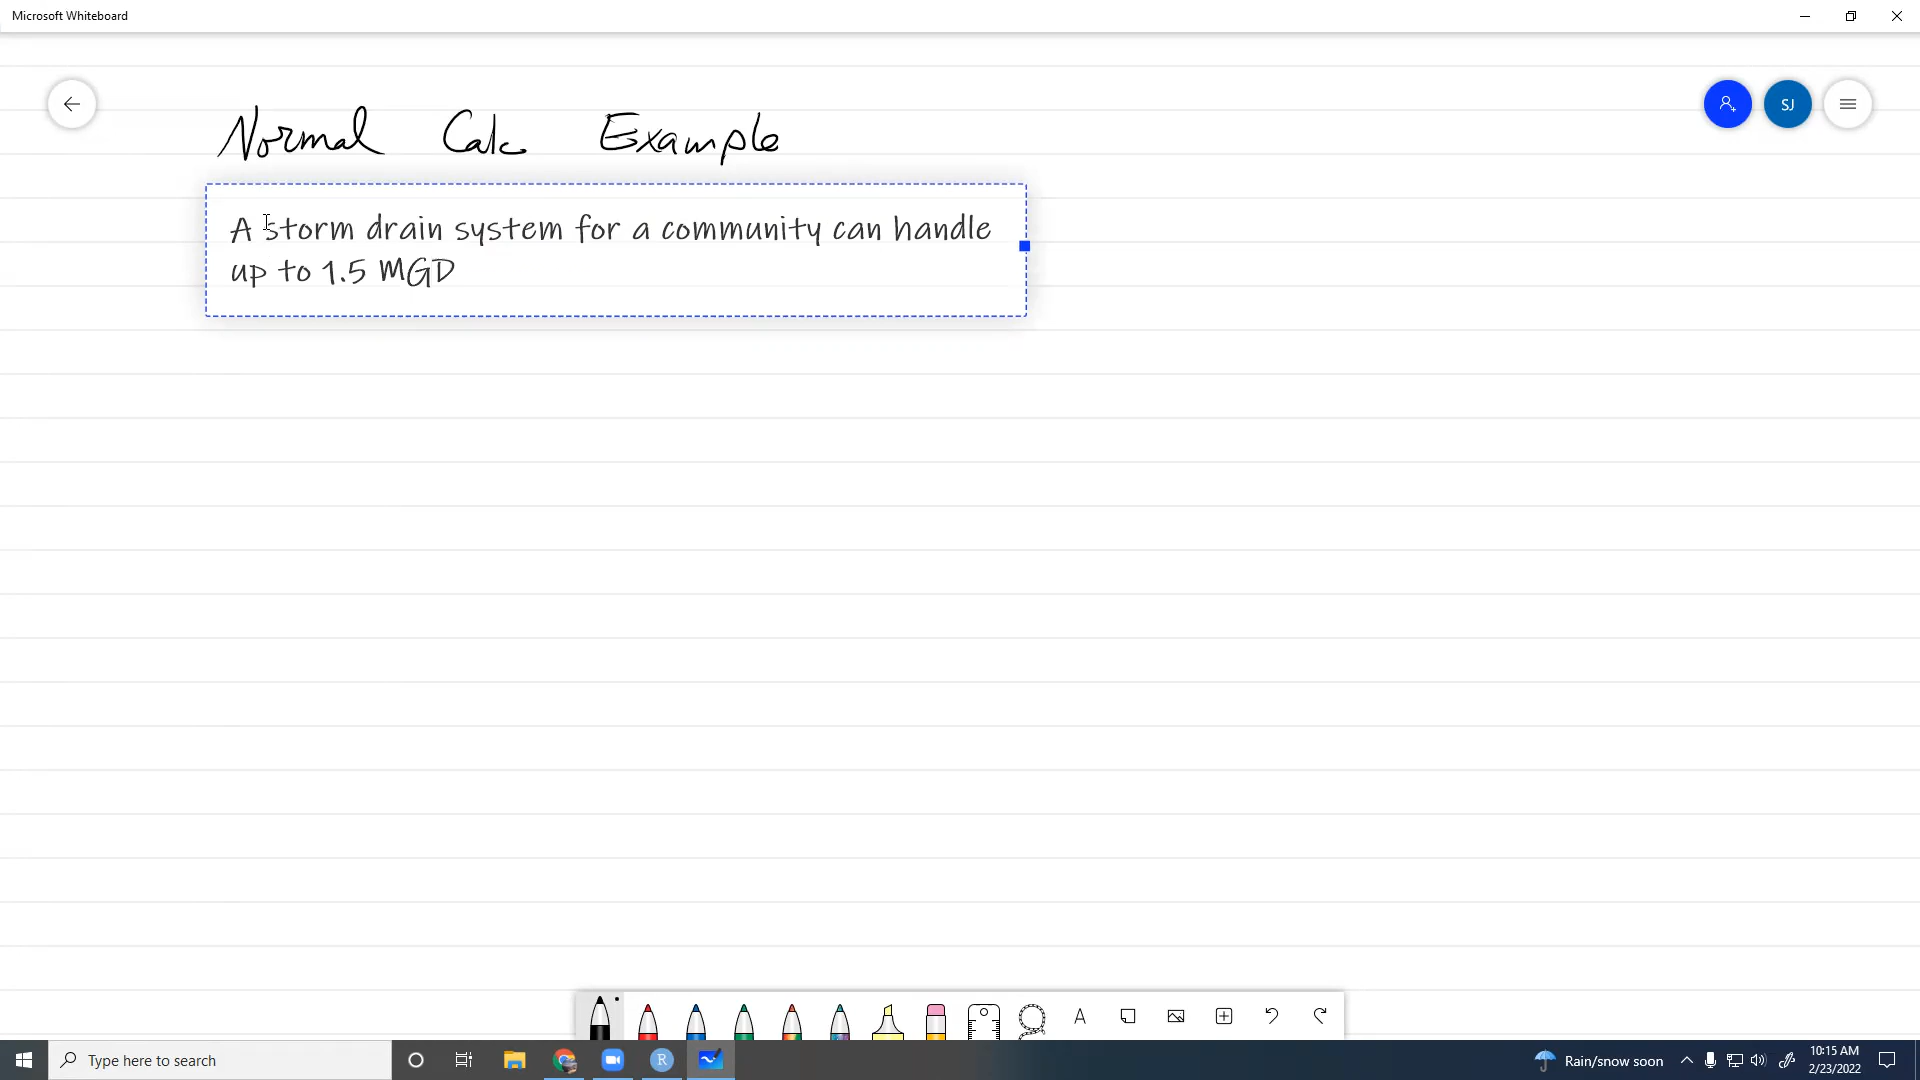 Microsoft Whiteboard
SJ
Normal Calc Example
A storm drain system for a community can handle
up to 1.5 MGD
A
Type here to search
R
Rain/snow soon
10:15 AM
2/23/2022